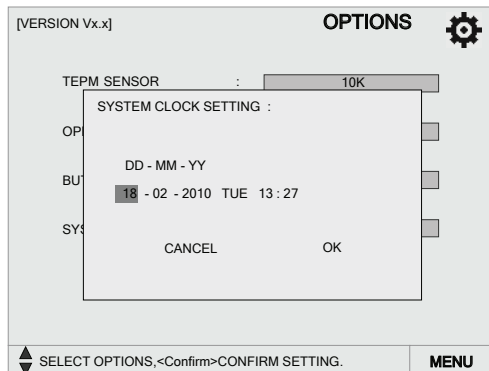 [VERSION Vx.x]
OPTIONS
TEPM SENSOR : 10K
SYSTEM CLOCK SETTING :
OP
DD - MM - YY
BU
18 - 02 - 2010 TUE 13 : 27
SYS
CANCEL OK
SELECT OPTIONS,<Confirm>CONFIRM SETTING. MENU